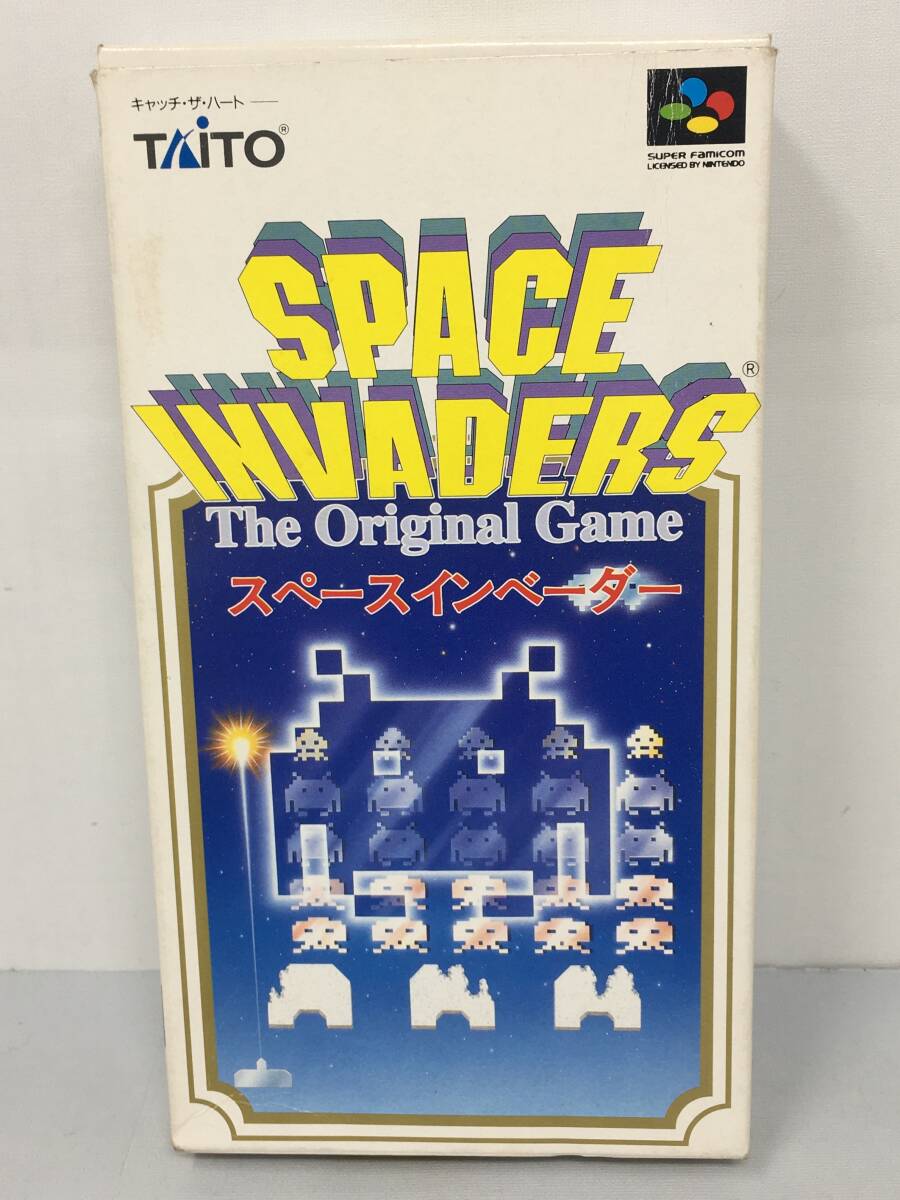 キャッチ・ザ・ハート
TAITO®
SUPER FAMICOM
LICENSED BY NINTENDO
SPACE
INVADERS®
The Original Game
スペースインベーダー